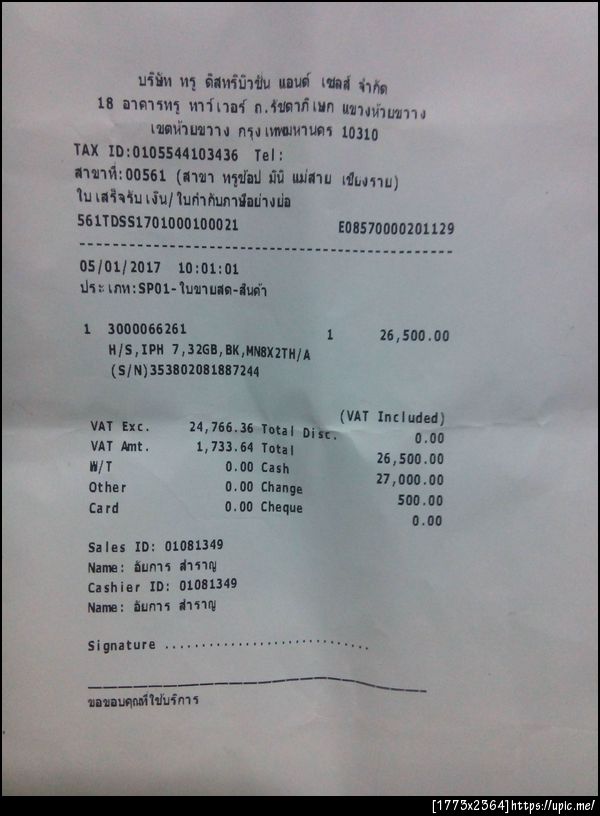 บริษัท ทรู ดิสทริบิวชั่น แอนด์ เซลส์ จำกัด
18 อาคารทรู ทาวเวอร์ ถ.รัชดาภิเษก แขวงห้วยขวาง
เขตห้วยขวาง กรุงเทพมหานคร 10310
TAX ID:0105544103436 Tel:
สาขาที่:00561 (สาขา ทรูช้อป มินิ แม่สาย เชียงราย)
ใบเสร็จรับเงิน/ใบกำกับภาษีอย่างย่อ
561TDSS1701000100021 E08570000201129
05/01/2017 10:01:01
ประเภท:SP01-ใบขายสด-สินค้า
1 3000066261 1 26,500.00
H/S,IPH 7,32GB,BK,MN8X2TH/A
(S/N)353802081887244
(VAT Included)
VAT Exc. 24,766.36 Total Disc. 0.00
VAT Amt. 1,733.64 Total 26,500.00
W/T 0.00 Cash 27,000.00
Other 0.00 Change 500.00
Card 0.00 Cheque 0.00
Sales ID: 01081349
Name: อัยการ สำราญ
Cashier ID: 01081349
Name: อัยการ สำราญ
Signature ............................
ขอขอบคุณที่ใช้บริการ
[1773x2364]https://upic.me/